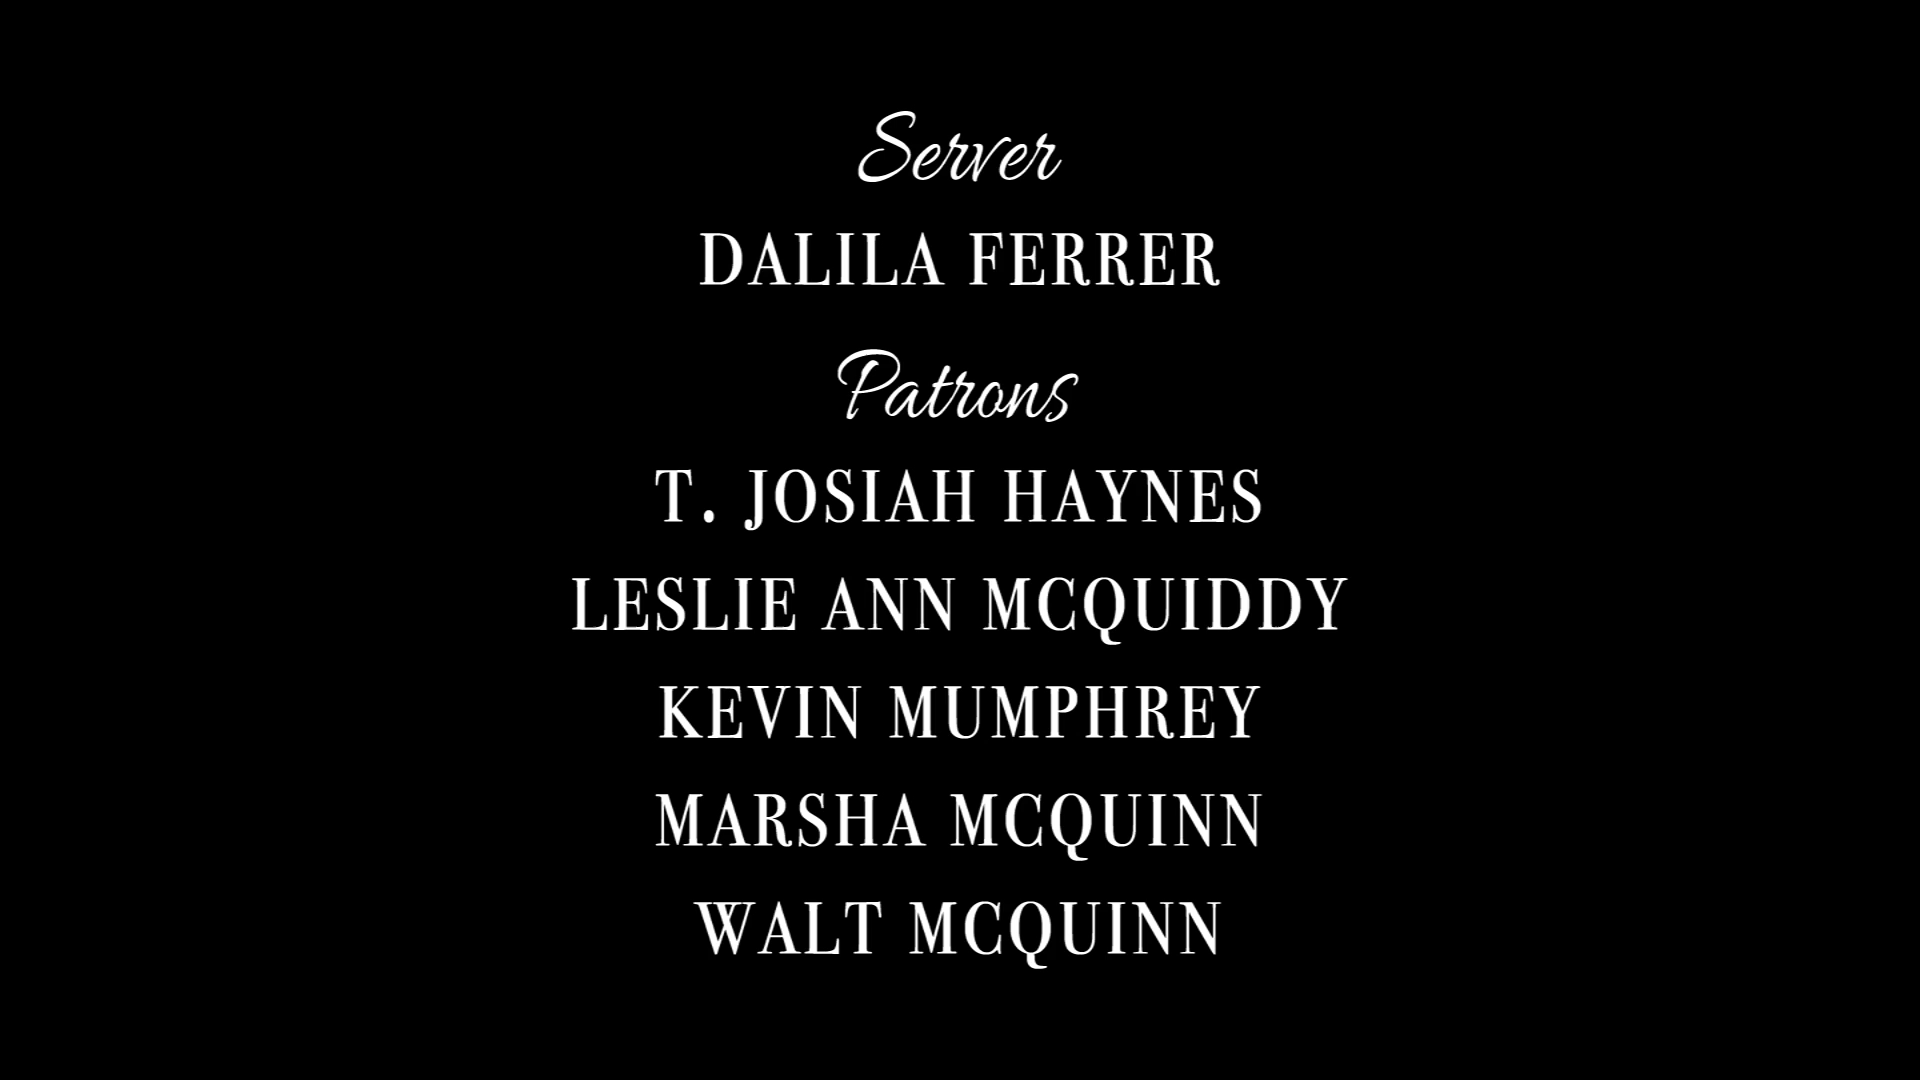 Server
DALILA FERRER
Patrons
T. JOSIAH HAYNES
LESLIE ANN MCQUIDDY
KEVIN MUMPHREY
MARSHA MCQUINN
WALT MCQUINN